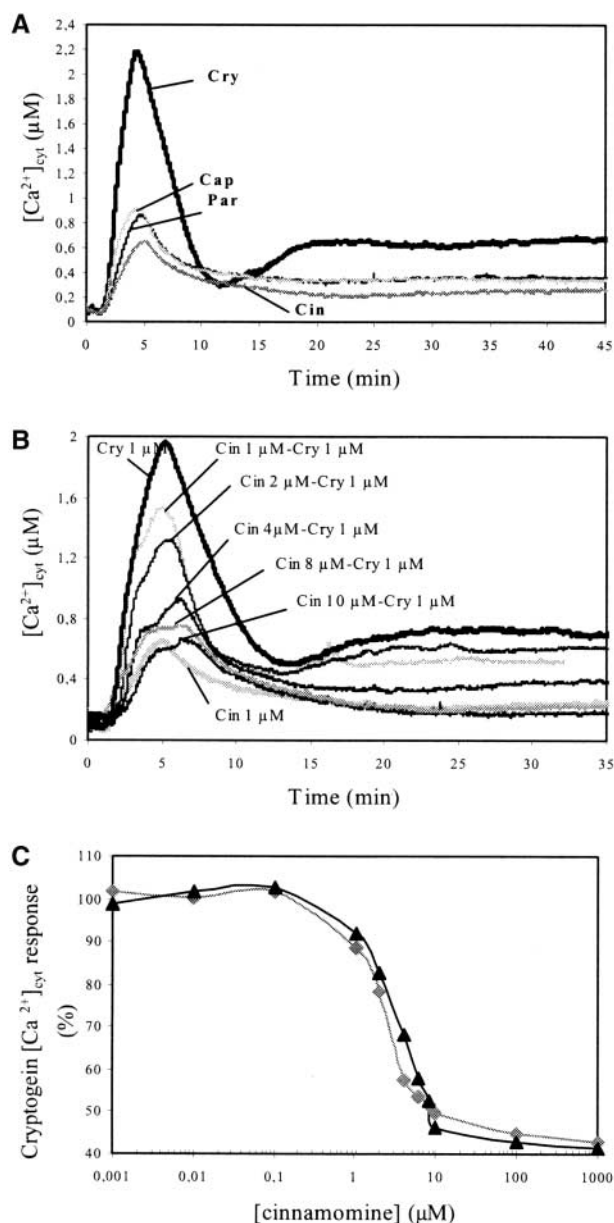 A
[Ca²⁺]cyt (µM)
2,4
2,2
2
1,8
1,6
1,4
1,2
1
0,8
0,6
0,4
0,2
0
Cry
Cap
Par
Cin
0 5 10 15 20 25 30 35 40 45
Time (min)
B
[Ca²⁺]cyt (µM)
2
1,6
1,2
0,8
0,4
0
Cry 1 µM
Cin 1 µM-Cry 1 µM
Cin 2 µM-Cry 1 µM
Cin 4µM-Cry 1 µM
Cin 8 µM-Cry 1 µM
Cin 10 µM-Cry 1 µM
Cin 1 µM
0 5 10 15 20 25 30 35
Time (min)
C
Cryptogein [Ca ²⁺]cyt response
(%)
110
100
90
80
70
60
50
40
0,001 0,01 0,1 1 10 100 1000
[cinnamomine] (µM)